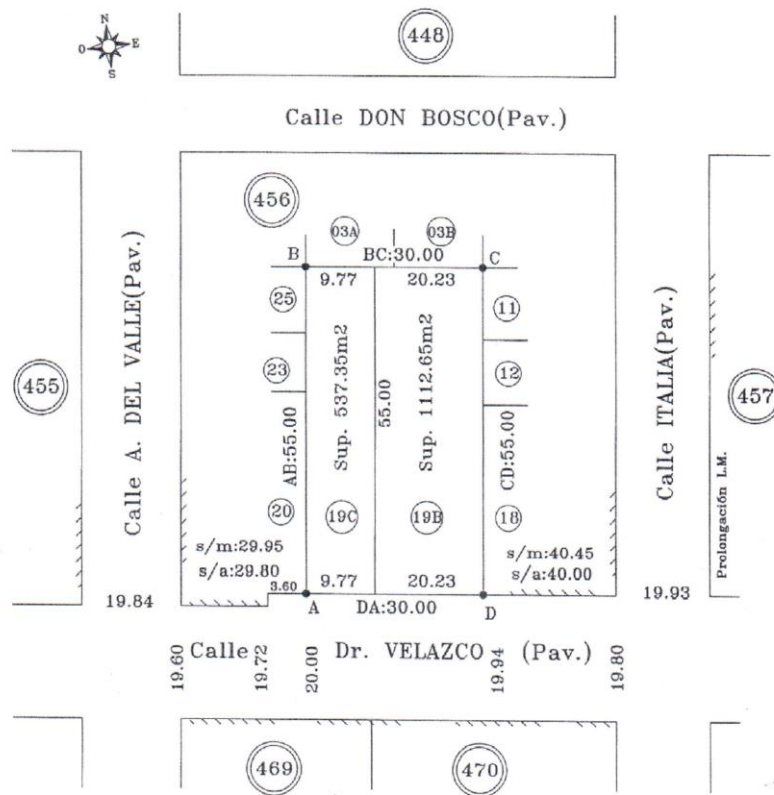 N
O E
S
448
Calle DON BOSCO(Pav.)
456
03A 03B
B BC:30.00 C
9.77 20.23
25 11
Calle A. DEL VALLE(Pav.)
Sup. 537.35m2
55.00
Sup. 1112.65m2
Calle ITALIA(Pav.)
455
23 12
457
AB:55.00
CD:55.00
Prolongación L.M.
20 19C 19B 18
s/m:29.95
s/a:29.80
s/m:40.45
s/a:40.00
3.60 9.77 20.23
19.84 A DA:30.00 D 19.93
Calle Dr. VELAZCO (Pav.)
19.60 19.72 20.00 19.94 19.80
469 470